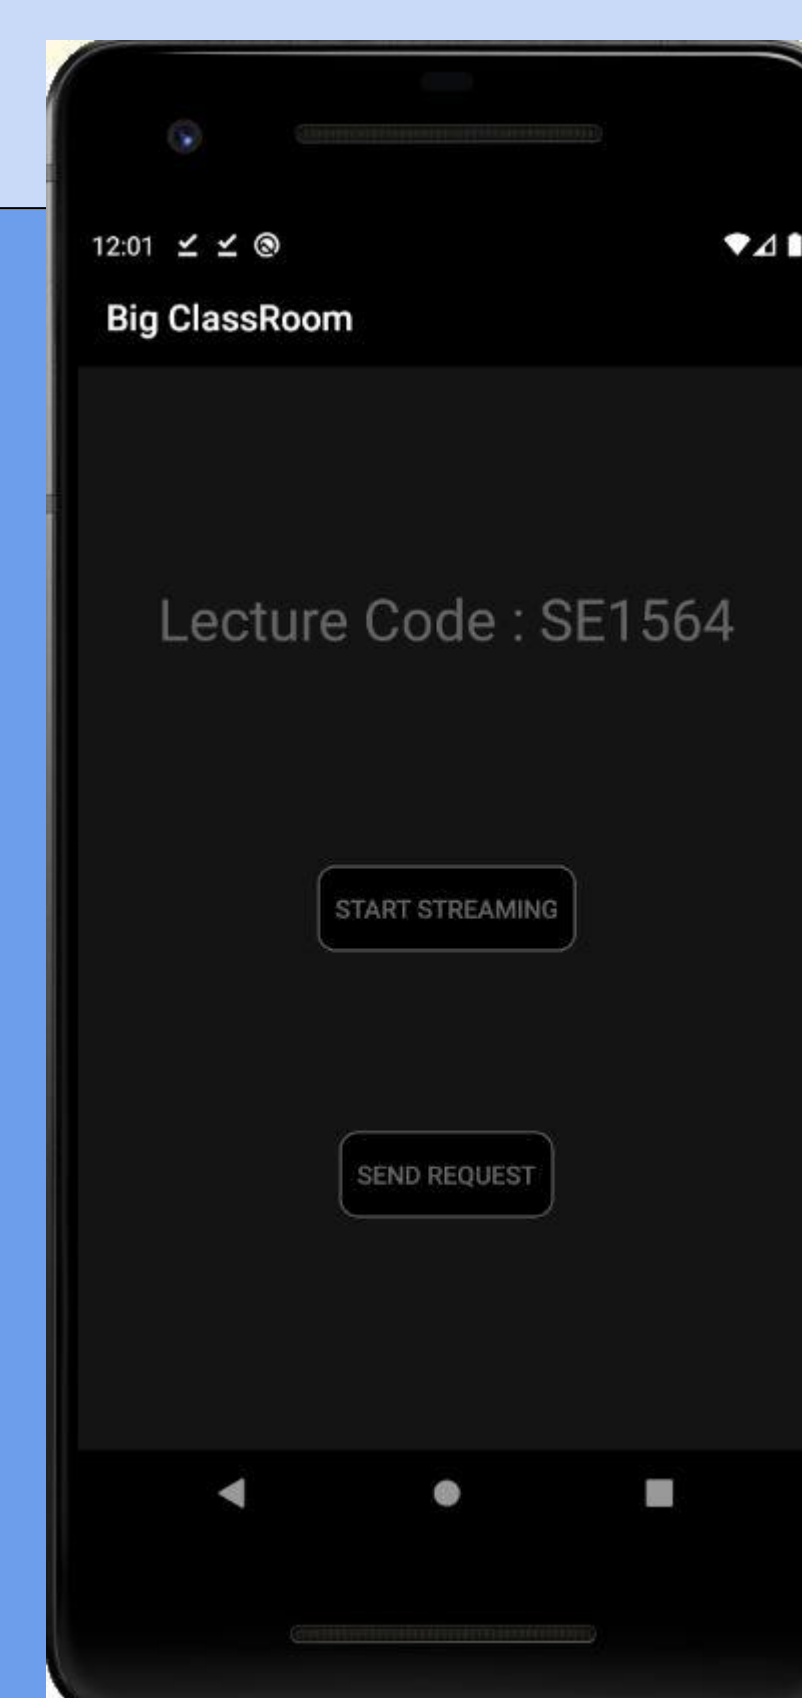 12:01
Big ClassRoom
Lecture Code : SE1564
START STREAMING
SEND REQUEST